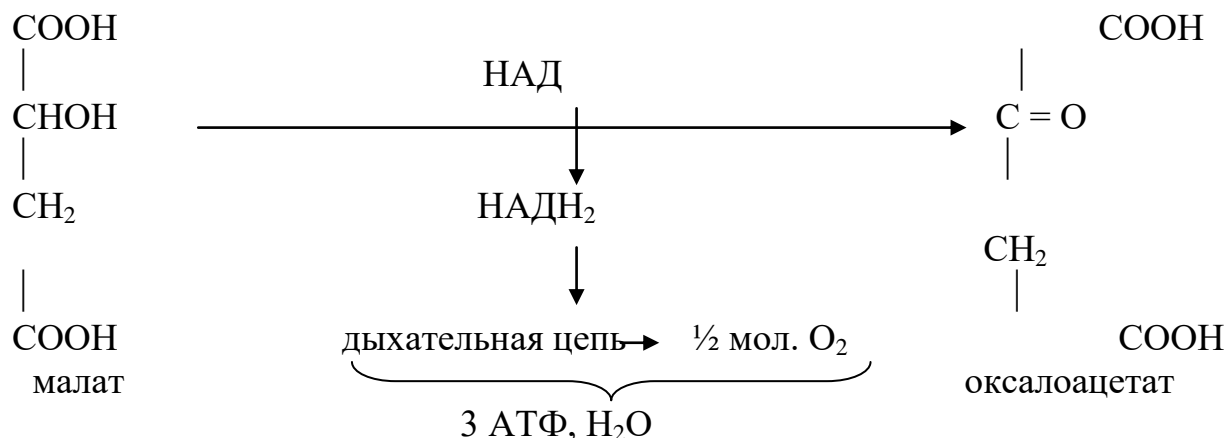 COOH COOH
НАД
CHOH C = O
CH₂ НАДН₂
CH₂
COOH дыхательная цепь ½ мол. O₂ COOH
малат оксалоацетат
3 АТФ, H₂O